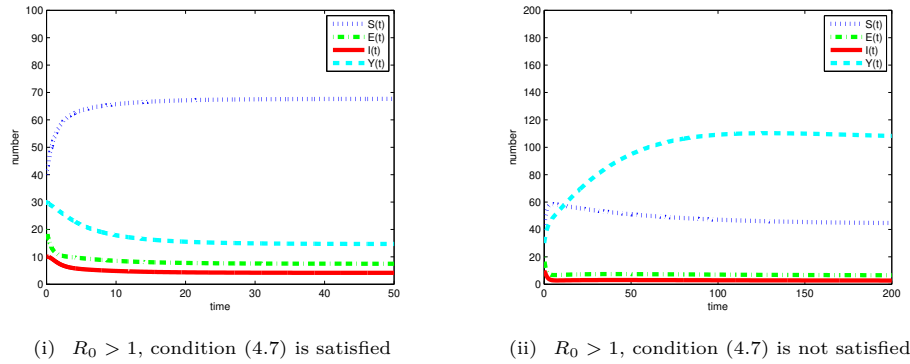 100
90
80
70
60
50
40
30
20
10
0
number
0 10 20 30 40 50
time
S(t)
E(t)
I(t)
Y(t)
(i) R₀ > 1, condition (4.7) is satisfied
200
180
160
140
120
100
80
60
40
20
0
number
0 50 100 150 200
time
S(t)
E(t)
I(t)
Y(t)
(ii) R₀ > 1, condition (4.7) is not satisfied